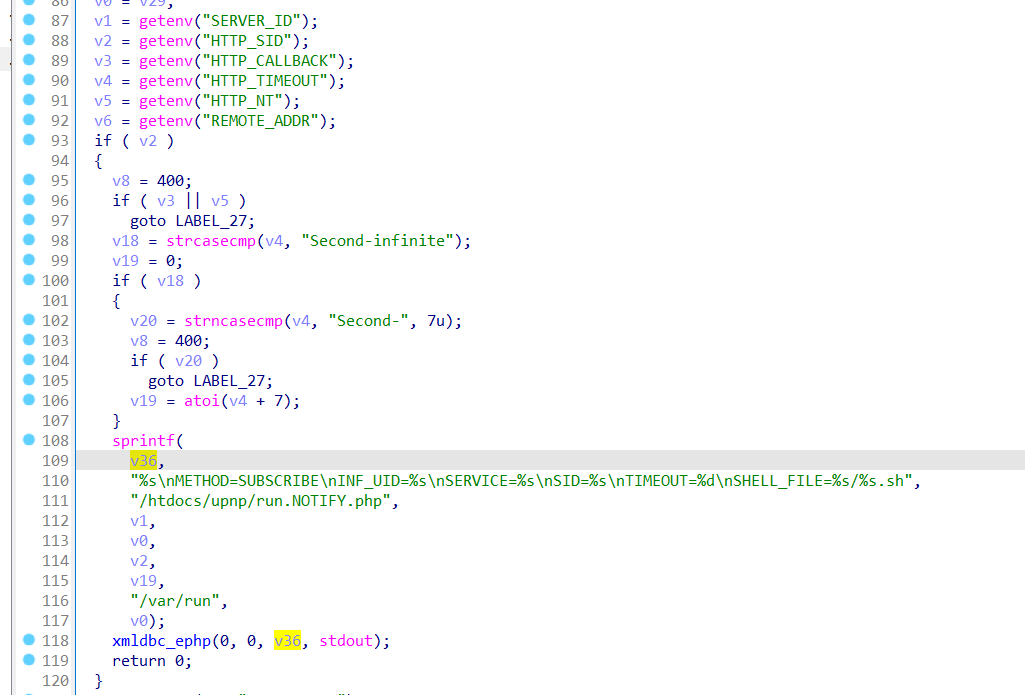 86 v0 = v29;
87 v1 = getenv("SERVER_ID");
88 v2 = getenv("HTTP_SID");
89 v3 = getenv("HTTP_CALLBACK");
90 v4 = getenv("HTTP_TIMEOUT");
91 v5 = getenv("HTTP_NT");
92 v6 = getenv("REMOTE_ADDR");
93 if ( v2 )
94 {
95 v8 = 400;
96 if ( v3 || v5 )
97 goto LABEL_27;
98 v18 = strcasecmp(v4, "Second-infinite");
99 v19 = 0;
100 if ( v18 )
101 {
102 v20 = strncasecmp(v4, "Second-", 7u);
103 v8 = 400;
104 if ( v20 )
105 goto LABEL_27;
106 v19 = atoi(v4 + 7);
107 }
108 sprintf(
109 v36,
110 "%s\nMETHOD=SUBSCRIBE\nINF_UID=%s\nSERVICE=%s\nSID=%s\nTIMEOUT=%d\nSHELL_FILE=%s/%s.sh",
111 "/htdocs/upnp/run.NOTIFY.php",
112 v1,
113 v0,
114 v2,
115 v19,
116 "/var/run",
117 v0);
118 xmldbc_ephp(0, 0, v36, stdout);
119 return 0;
120 }